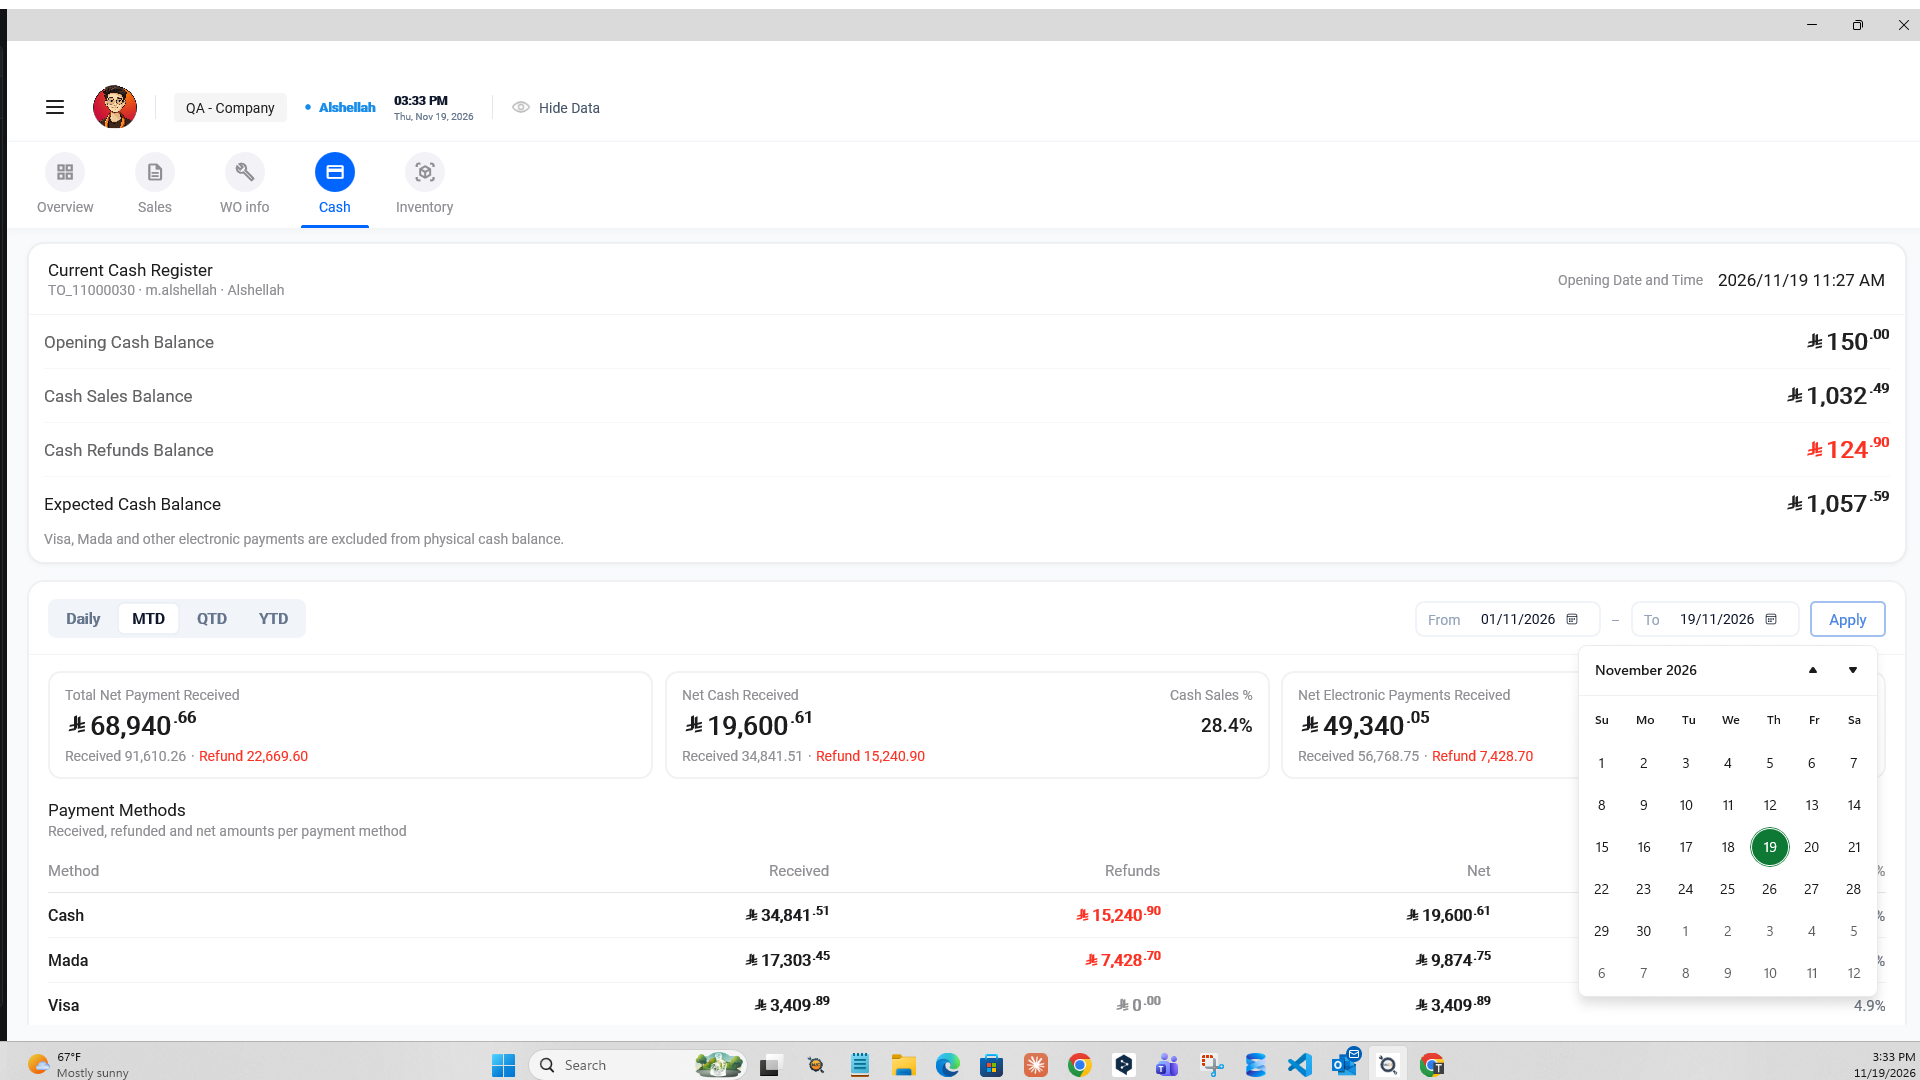 QA - Company
• Alshellah
03:33 PM
Thu, Nov 19, 2026
Hide Data
Overview
Sales
WO info
Cash
Inventory
Current Cash Register
TO_11000030 · m.alshellah · Alshellah
Opening Date and Time 2026/11/19 11:27 AM
Opening Cash Balance 150.00
Cash Sales Balance 1,032.49
Cash Refunds Balance 124.90
Expected Cash Balance 1,057.59
Visa, Mada and other electronic payments are excluded from physical cash balance.
Daily MTD QTD YTD
From 01/11/2026 – To 19/11/2026 Apply
Total Net Payment Received
68,940.66
Received 91,610.26 · Refund 22,669.60
Net Cash Received Cash Sales %
19,600.61 28.4%
Received 34,841.51 · Refund 15,240.90
Net Electronic Payments Received
49,340.05
Received 56,768.75 · Refund 7,428.70
November 2026
Su Mo Tu We Th Fr Sa
1 2 3 4 5 6 7
8 9 10 11 12 13 14
15 16 17 18 19 20 21
22 23 24 25 26 27 28
29 30 1 2 3 4 5
6 7 8 9 10 11 12
Payment Methods
Received, refunded and net amounts per payment method
Method Received Refunds Net %
Cash 34,841.51 15,240.90 19,600.61 %
Mada 17,303.45 7,428.70 9,874.75 %
Visa 3,409.89 0.00 3,409.89 4.9%
67°F
Mostly sunny
Search
3:33 PM
11/19/2026